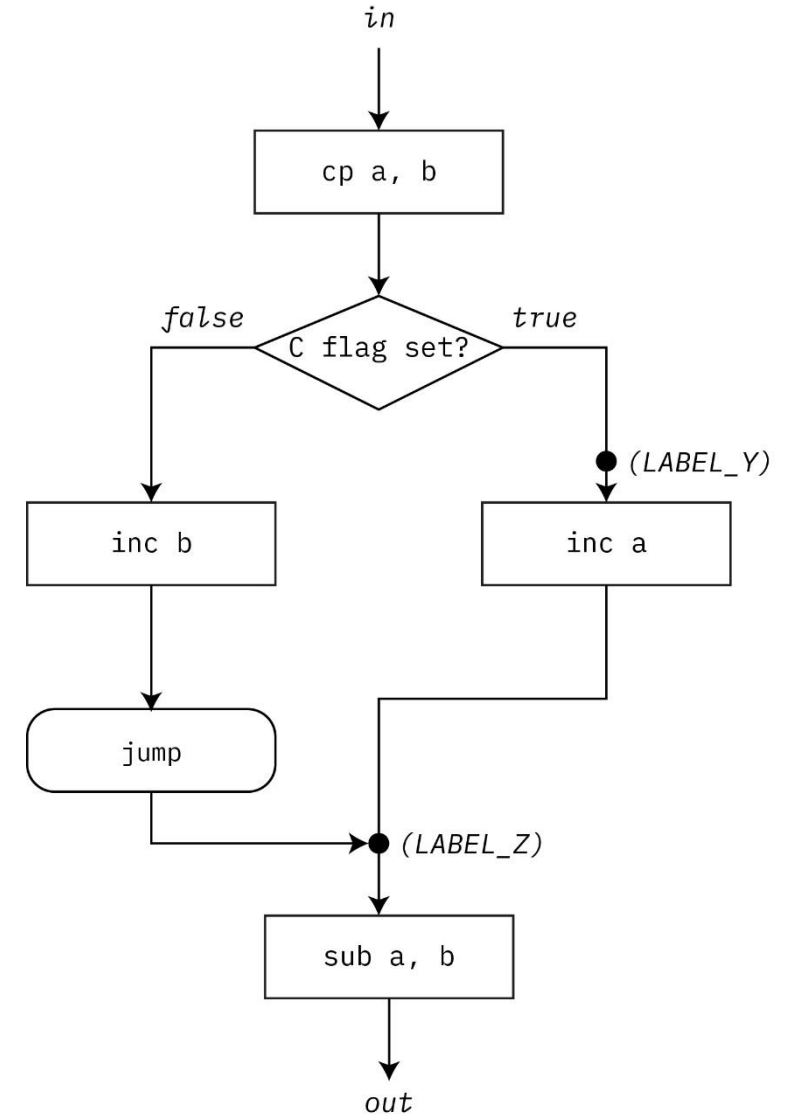 in
cp a, b
false
true
C flag set?
(LABEL_Y)
inc b
inc a
jump
(LABEL_Z)
sub a, b
out